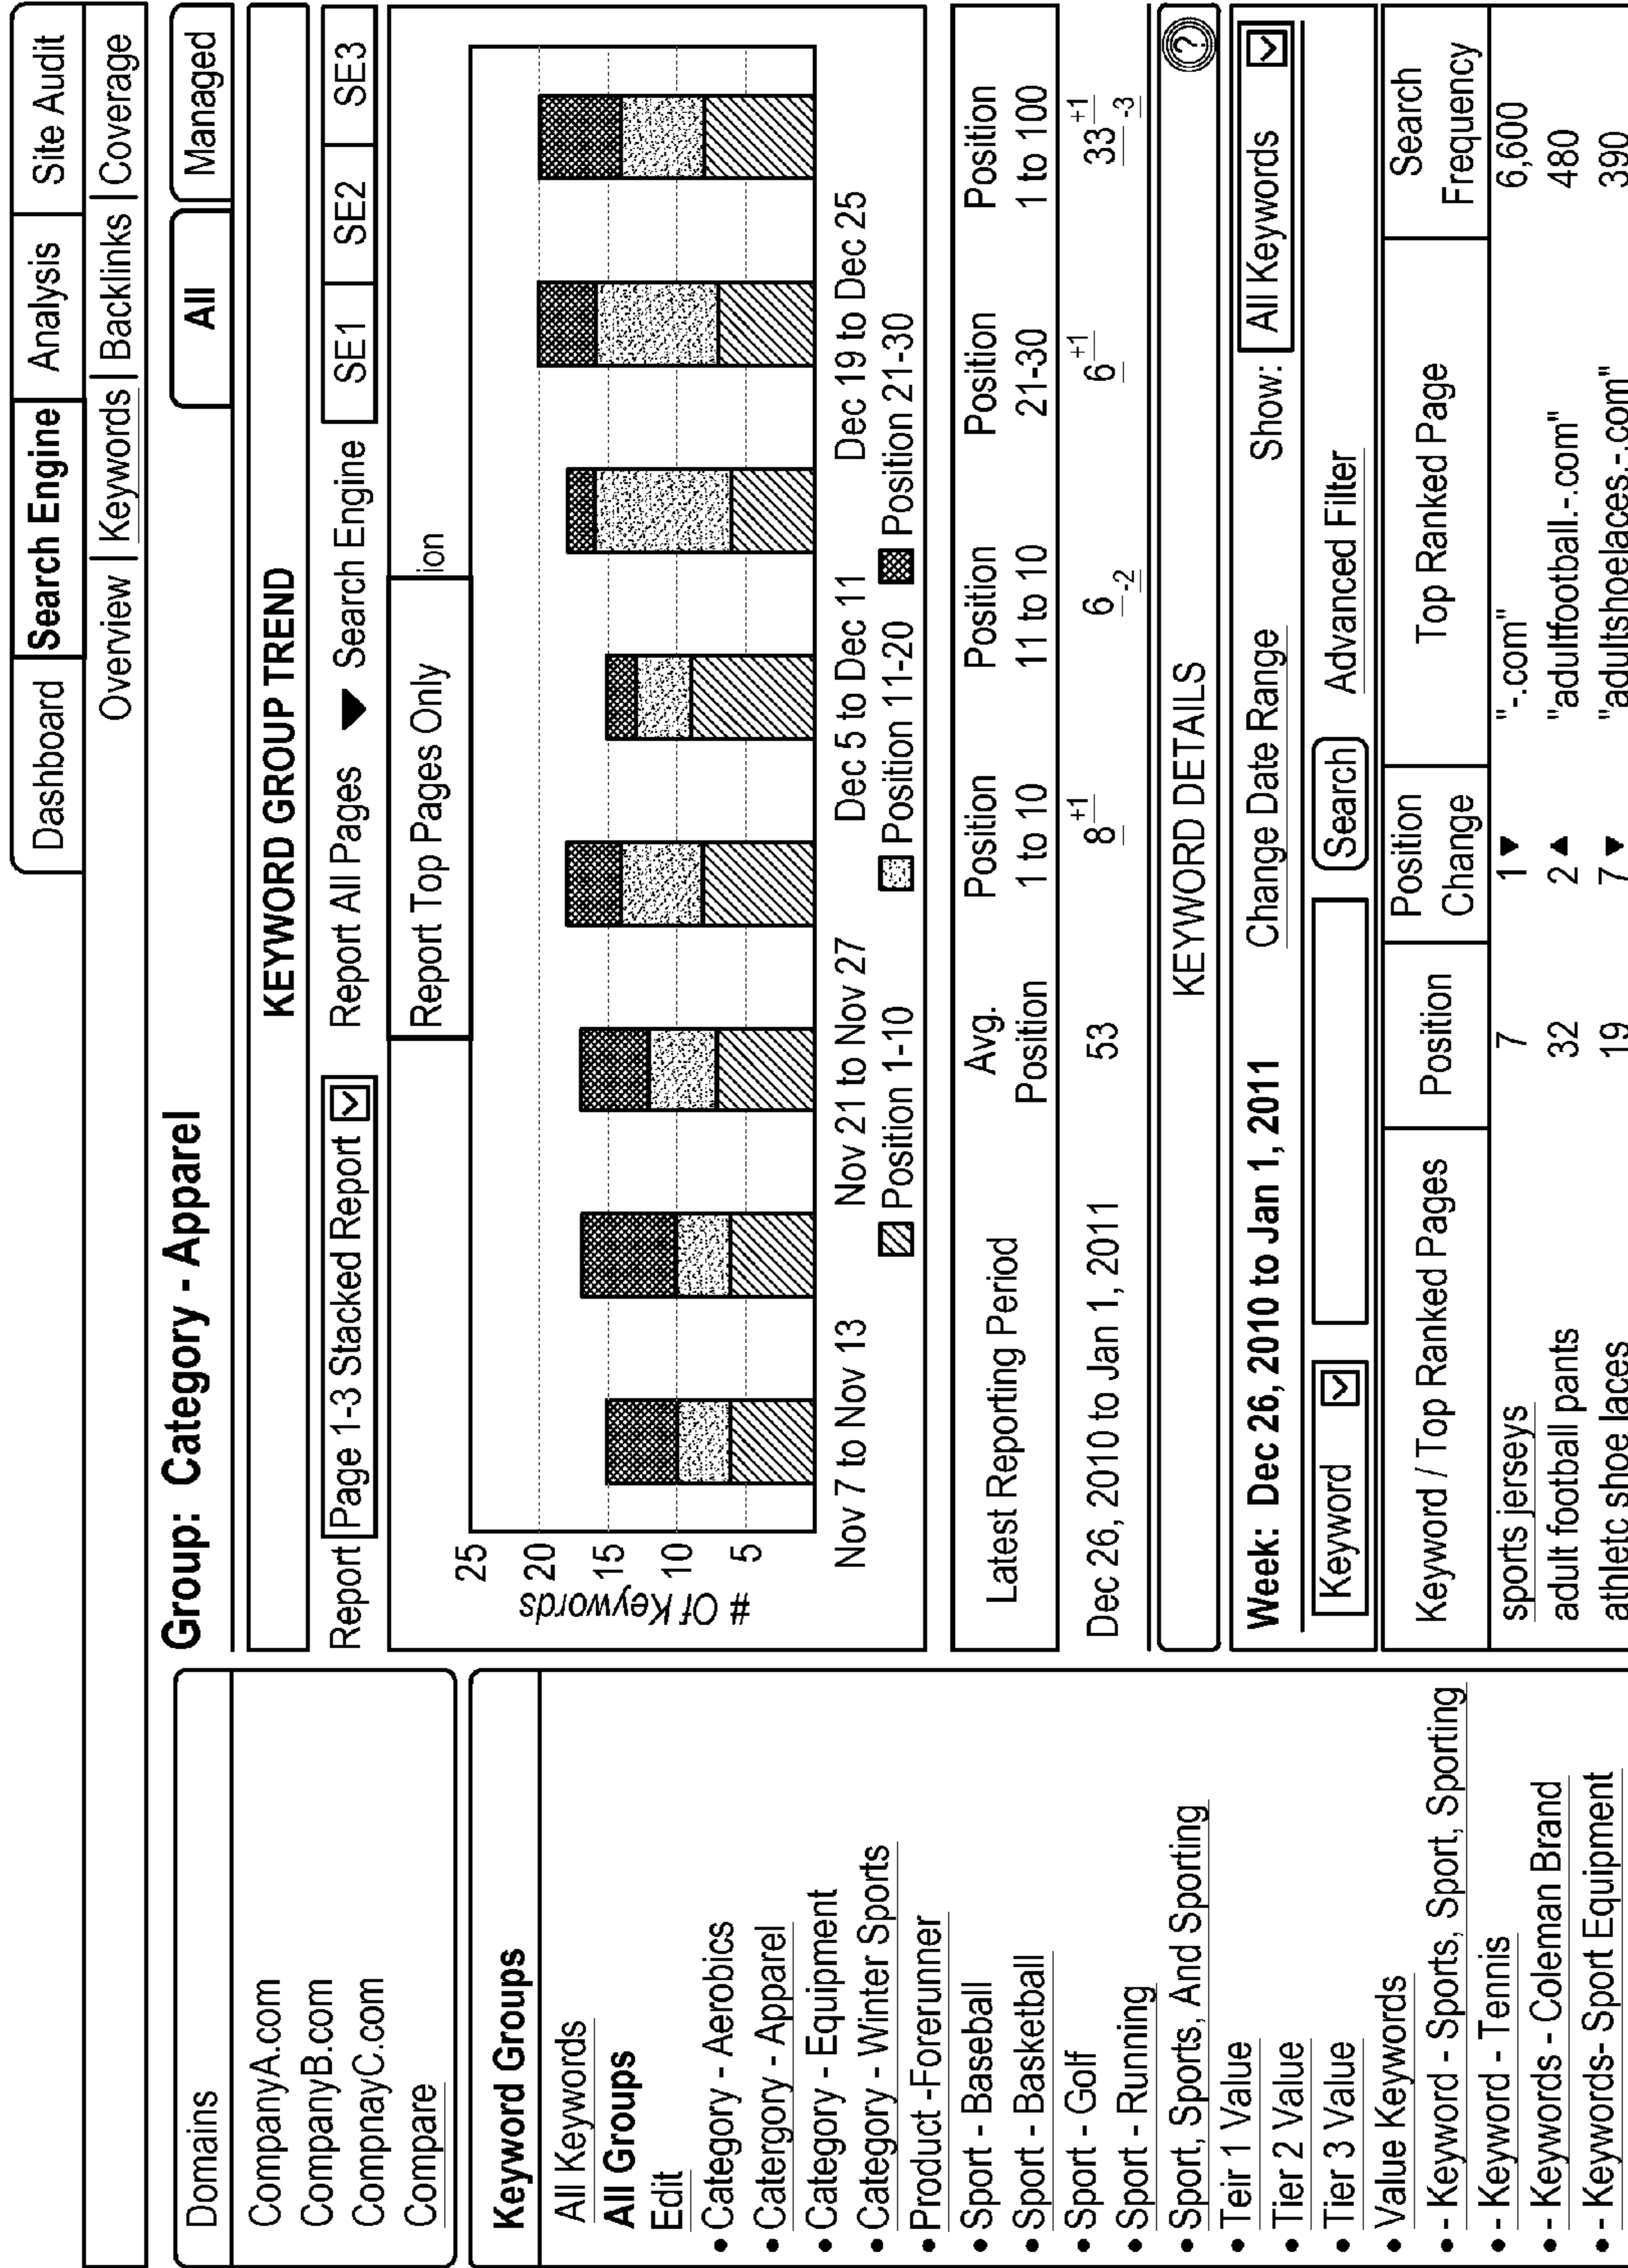 Dashboard Search Engine Analysis Site Audit
Overview | Keywords | Backlinks | Coverage
Domains
CompanyA.com
CompanyB.com
CompnayC.com
Compare
Keyword Groups
All Keywords
All Groups
Edit
• Category - Aerobics
• Catergory - Apparel
• Category - Equipment
• Category - Winter Sports
• Product -Forerunner
• Sport - Baseball
• Sport - Basketball
• Sport - Golf
• Sport - Running
• Sport, Sports, And Sporting
• Teir 1 Value
• Tier 2 Value
• Tier 3 Value
• Value Keywords
• - Keyword - Sports, Sport, Sporting
• - Keyword - Tennis
• - Keywords - Coleman Brand
• - Keywords- Sport Equipment
Group: Category - Apparel
All Managed
KEYWORD GROUP TREND
Report Page 1-3 Stacked Report Report All Pages ▼ Search Engine SE1 SE2 SE3
Report Top Pages Only ion
# Of Keywords
25
20
15
10
5
Nov 7 to Nov 13 Nov 21 to Nov 27 Dec 5 to Dec 11 Dec 19 to Dec 25
Position 1-10 Position 11-20 Position 21-30
Latest Reporting Period Avg. Position Position 1 to 10 Position 11 to 10 Position 21-30 Position 1 to 100
Dec 26, 2010 to Jan 1, 2011 53 8 +1 6 -2 6 +1 33 +1 -3
KEYWORD DETAILS ?
Week: Dec 26, 2010 to Jan 1, 2011 Change Date Range Show: All Keywords
Keyword Search Advanced Filter
Keyword / Top Ranked Pages Position Position Change Top Ranked Page Search Frequency
sports jerseys 7 1 ▼ "-.com" 6,600
adult football pants 32 2 ▲ "adultfootball.-.com" 480
athletc shoe laces 19 7 ▼ "adultshoelaces.-.com" 390